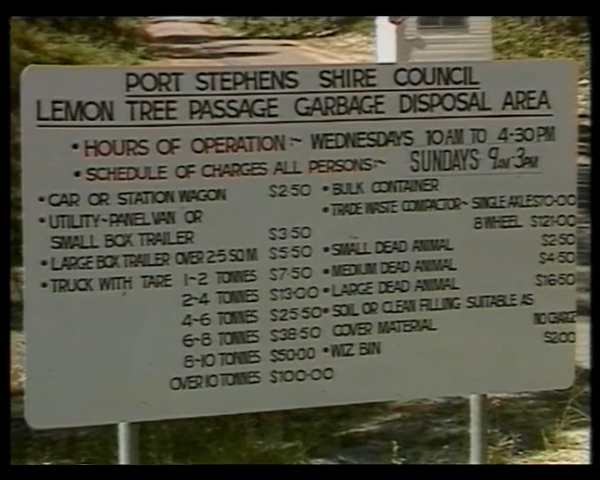 PORT STEPHENS SHIRE COUNCIL
LEMON TREE PASSAGE GARBAGE DISPOSAL AREA
• HOURS OF OPERATION:~ WEDNESDAYS 10AM TO 4-30PM
• SCHEDULE OF CHARGES ALL PERSONS:~ SUNDAYS 9AM-3PM
• CAR OR STATION WAGON $2·50
• UTILITY~PANELVAN OR
SMALL BOX TRAILER $3·50
• LARGE BOX TRAILER OVER 2·5 SQ M $5·50
• TRUCK WITH TARE 1-2 TONNES $7·50
2-4 TONNES $13·00
4-6 TONNES $25·50
6-8 TONNES $38·50
8-10 TONNES $50·00
OVER 10 TONNES $100·00
• BULK CONTAINER
• TRADE WASTE COMPACTOR~ SINGLE AXLE
8 WHEEL $121·00
• SMALL DEAD ANIMAL $2·50
• MEDIUM DEAD ANIMAL $4·50
• LARGE DEAD ANIMAL $16·50
• SOIL OR CLEAN FILLING SUITABLE AS
COVER MATERIAL NO CHARGE
• WIZ BIN $2·00